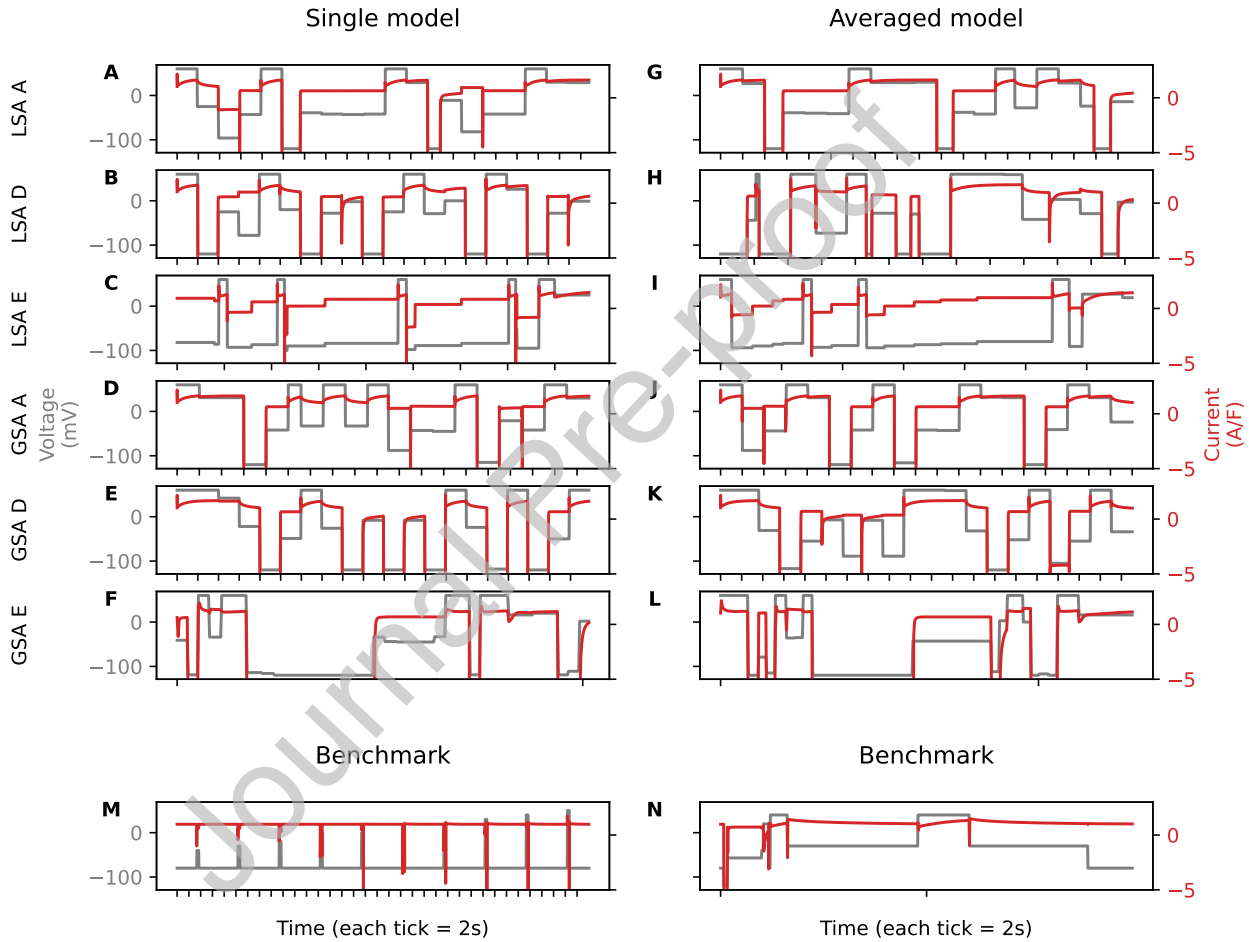 Single model
Averaged model
LSA A
A
0
−100
G
0
−5
LSA D
B
0
−100
H
0
−5
LSA E
C
0
−100
I
0
−5
GSA A
D
0
−100
J
0
−5
Voltage
(mV)
Current
(A/F)
GSA D
E
0
−100
K
0
−5
GSA E
F
0
−100
L
0
−5
Journal Pre-proof
Benchmark
Benchmark
M
0
−100
N
0
−5
Time (each tick = 2s)
Time (each tick = 2s)